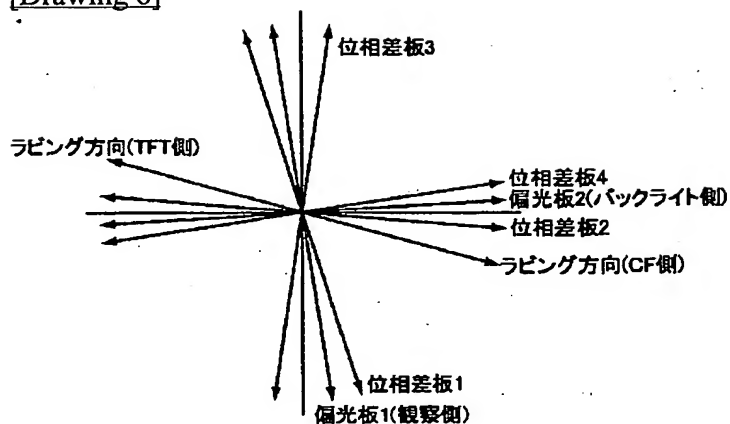 [Drawing 6]
位相差板3
ラビング方向(TFT側)
位相差板4
偏光板2(バックライト側)
位相差板2
ラビング方向(CF側)
位相差板1
偏光板1(観察側)